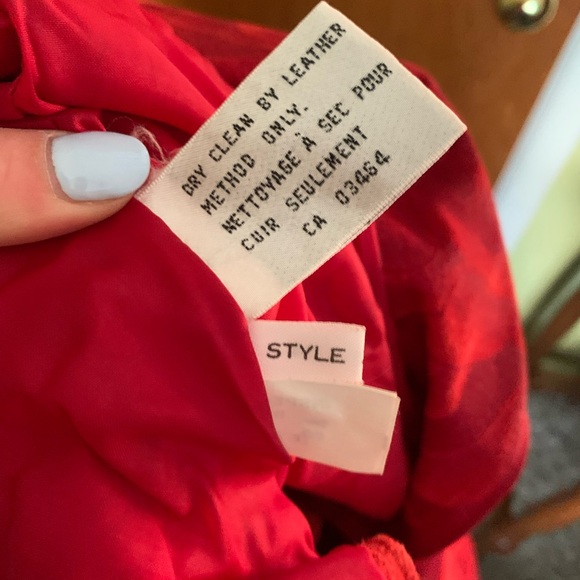 DRY CLEAN BY LEATHER
METHOD ONLY.
NETTOYAGE À SEC POUR
CUIR SEULEMENT
CA 03464
STYLE